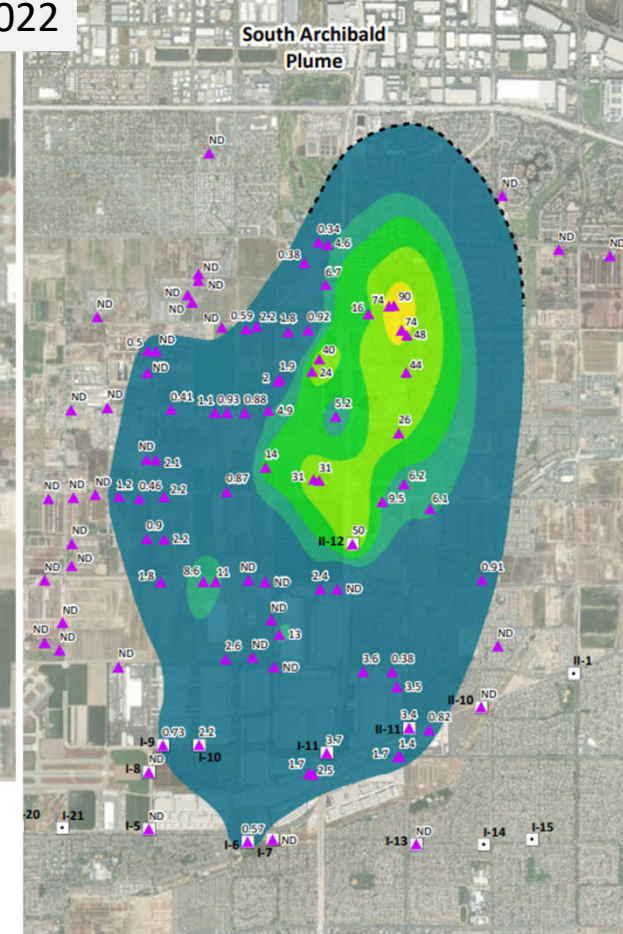 022
South Archibald
Plume
ND
ND
ND
ND
0.34
4.6
0.38
ND
ND
6.7
ND
ND
74
90
16
ND
0.59
2.2
1.8
0.92
74
48
0.5
ND
40
ND
1.9
24
44
2
ND
ND
0.41
1.1
0.93
0.88
4.9
5.2
26
ND
2.1
14
31
31
6.2
ND
ND
ND
1.2
0.46
2.2
0.87
9.5
6.1
0.9
2.2
50
II-12
ND
ND
ND
1.8
8.6
11
ND
ND
2.4
ND
0.91
ND
ND
ND
ND
13
ND
2.6
ND
ND
ND
3.6
0.38
3.5
II-1
II-10
ND
3.4
II-11
0.82
I-9
0.73
2.2
I-10
I-11
3.7
1.4
1.7
ND
I-8
1.7
2.5
-20
I-21
I-5
ND
0.57
I-6
I-7
ND
ND
I-13
I-14
I-15